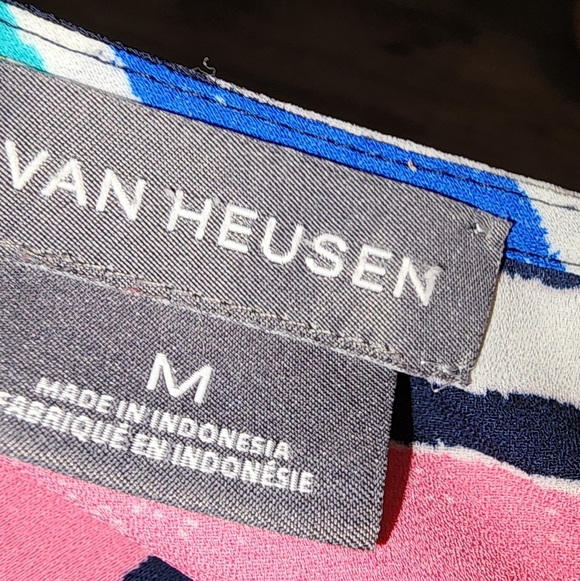 VAN HEUSEN
M
MADE IN INDONESIA
FABRIQUÉ EN INDONÉSIE